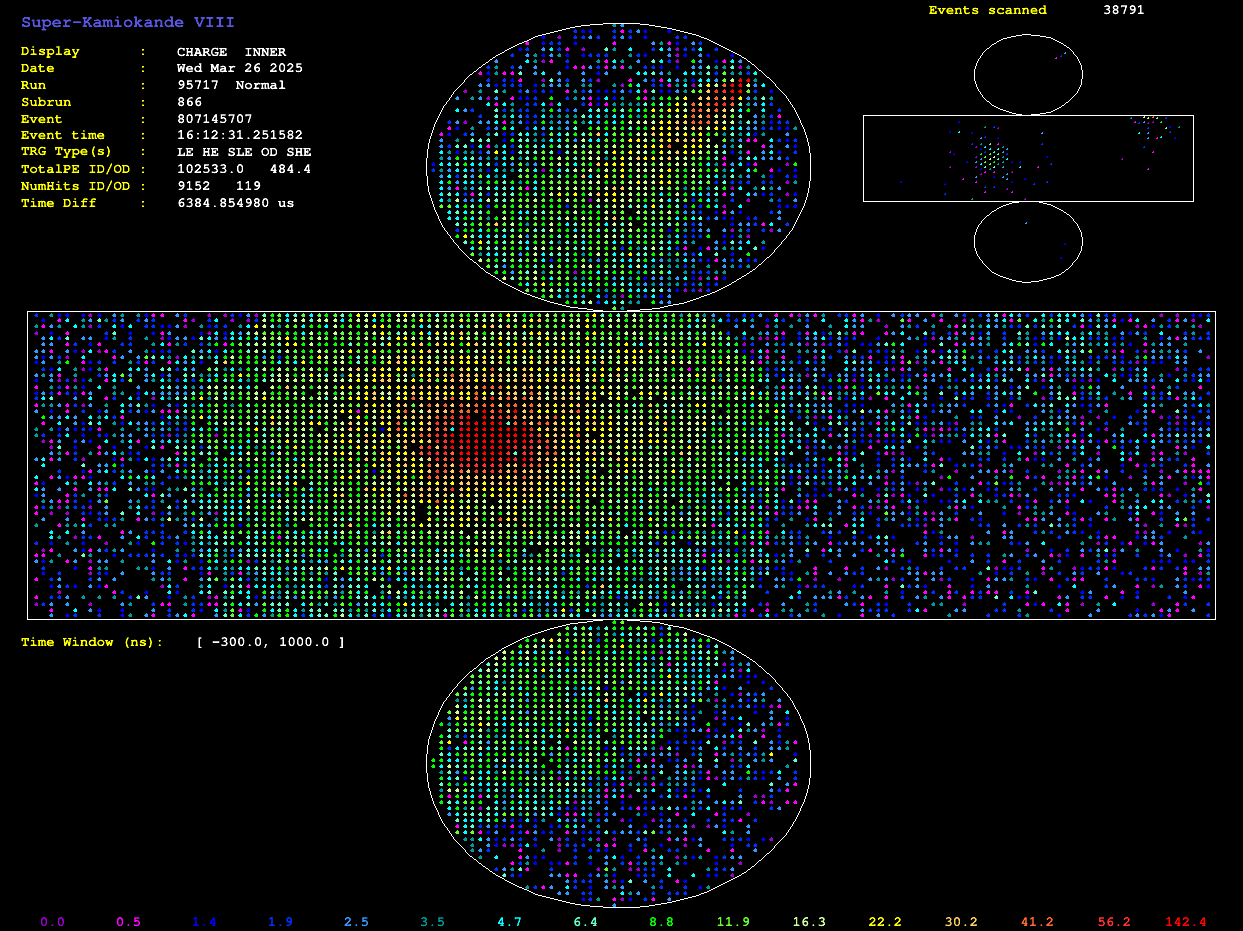 Super-Kamiokande VIII
Events scanned 38791
Display : CHARGE INNER
Date : Wed Mar 26 2025
Run : 95717 Normal
Subrun : 866
Event : 807145707
Event time : 16:12:31.251582
TRG Type(s) : LE HE SLE OD SHE
TotalPE ID/OD : 102533.0 484.4
NumHits ID/OD : 9152 119
Time Diff : 6384.854980 us
Time Window (ns): [ -300.0, 1000.0 ]
0.0 0.5 1.4 1.9 2.5 3.5 4.7 6.4 8.8 11.9 16.3 22.2 30.2 41.2 56.2 142.4